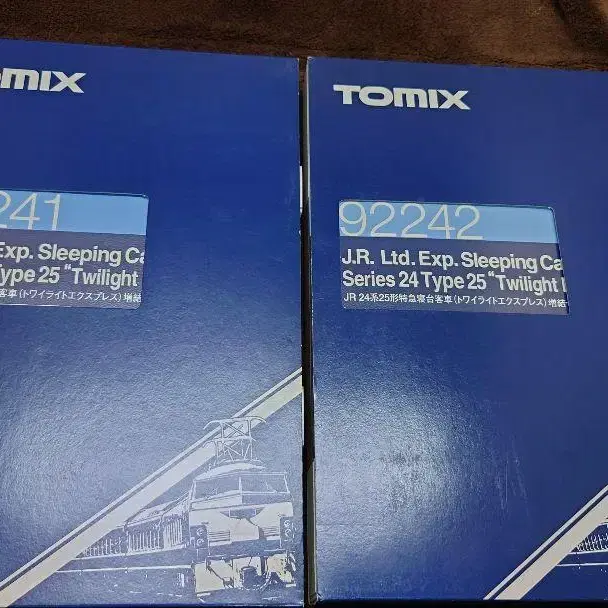 OMIX
241
Exp. Sleeping Ca
Type 25 "Twilight
客車(トワイライトエクスプレス)増結
TOMIX
92242
J.R. Ltd. Exp. Sleeping Ca
Series 24 Type 25 "Twilight I
JR 24系25形特急寝台客車(トワイライトエクスプレス)増結